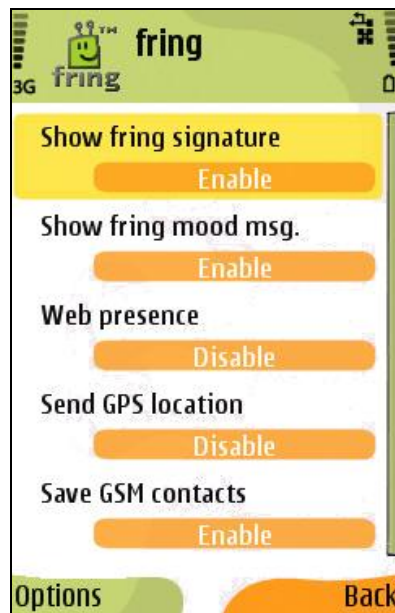 fring™
fring
3G
Show fring signature
Enable
Show fring mood msg.
Enable
Web presence
Disable
Send GPS location
Disable
Save GSM contacts
Enable
Options
Back